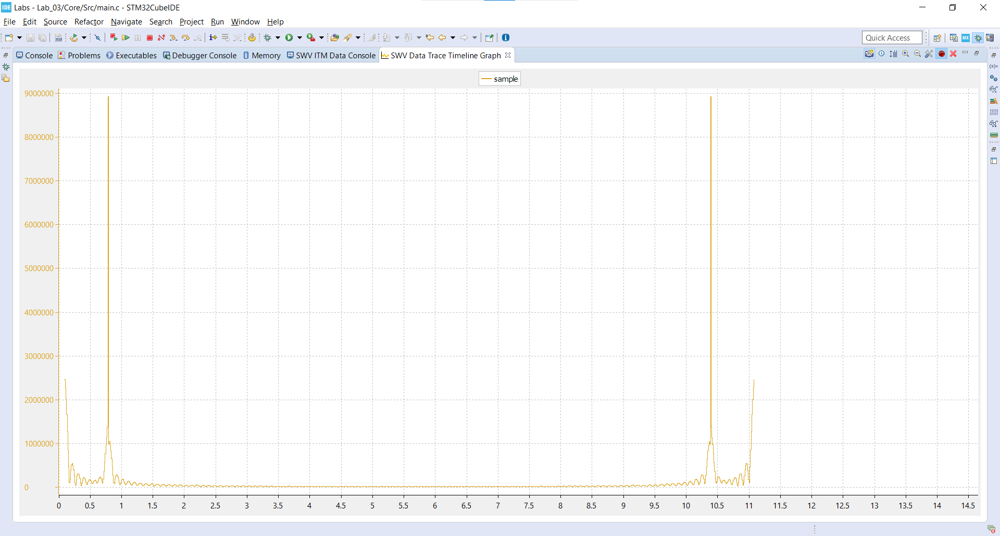 IDE Labs - Lab_03/Core/Src/main.c - STM32CubeIDE
File Edit Source Refactor Navigate Search Project Run Window Help
Quick Access
MX
Console Problems Executables Debugger Console Memory SWV ITM Data Console SWV Data Trace Timeline Graph
(x)=
1010
0101
sample
9000000
8000000
7000000
6000000
5000000
4000000
3000000
2000000
1000000
0
0 0.5 1 1.5 2 2.5 3 3.5 4 4.5 5 5.5 6 6.5 7 7.5 8 8.5 9 9.5 10 10.5 11 11.5 12 12.5 13 13.5 14 14.5